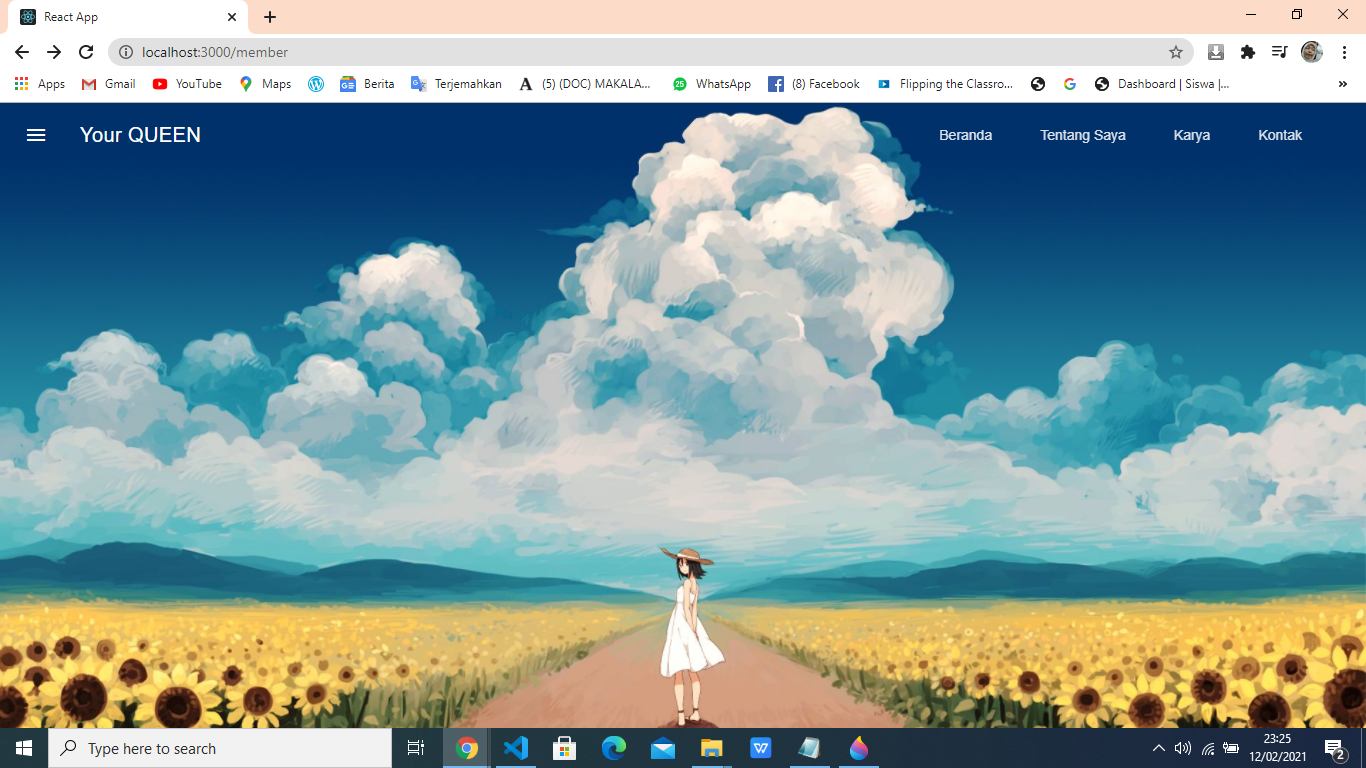 React App
localhost:3000/member
Apps Gmail YouTube Maps Berita Terjemahkan (5) (DOC) MAKALA... 25 WhatsApp (8) Facebook Flipping the Classro... Dashboard | Siswa |...
Your QUEEN Beranda Tentang Saya Karya Kontak
Type here to search
23:25
12/02/2021
2